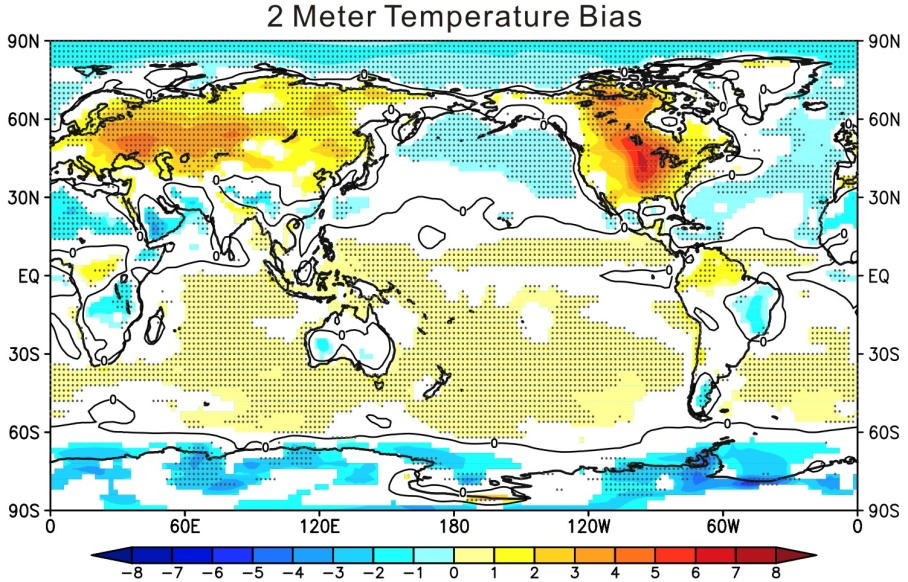 2 Meter Temperature Bias
90N 90N
60N 60N
30N 30N
EQ EQ
30S 30S
60S 60S
90S 90S
0 60E 120E 180 120W 60W 0
-8 -7 -6 -5 -4 -3 -2 -1 0 1 2 3 4 5 6 7 8